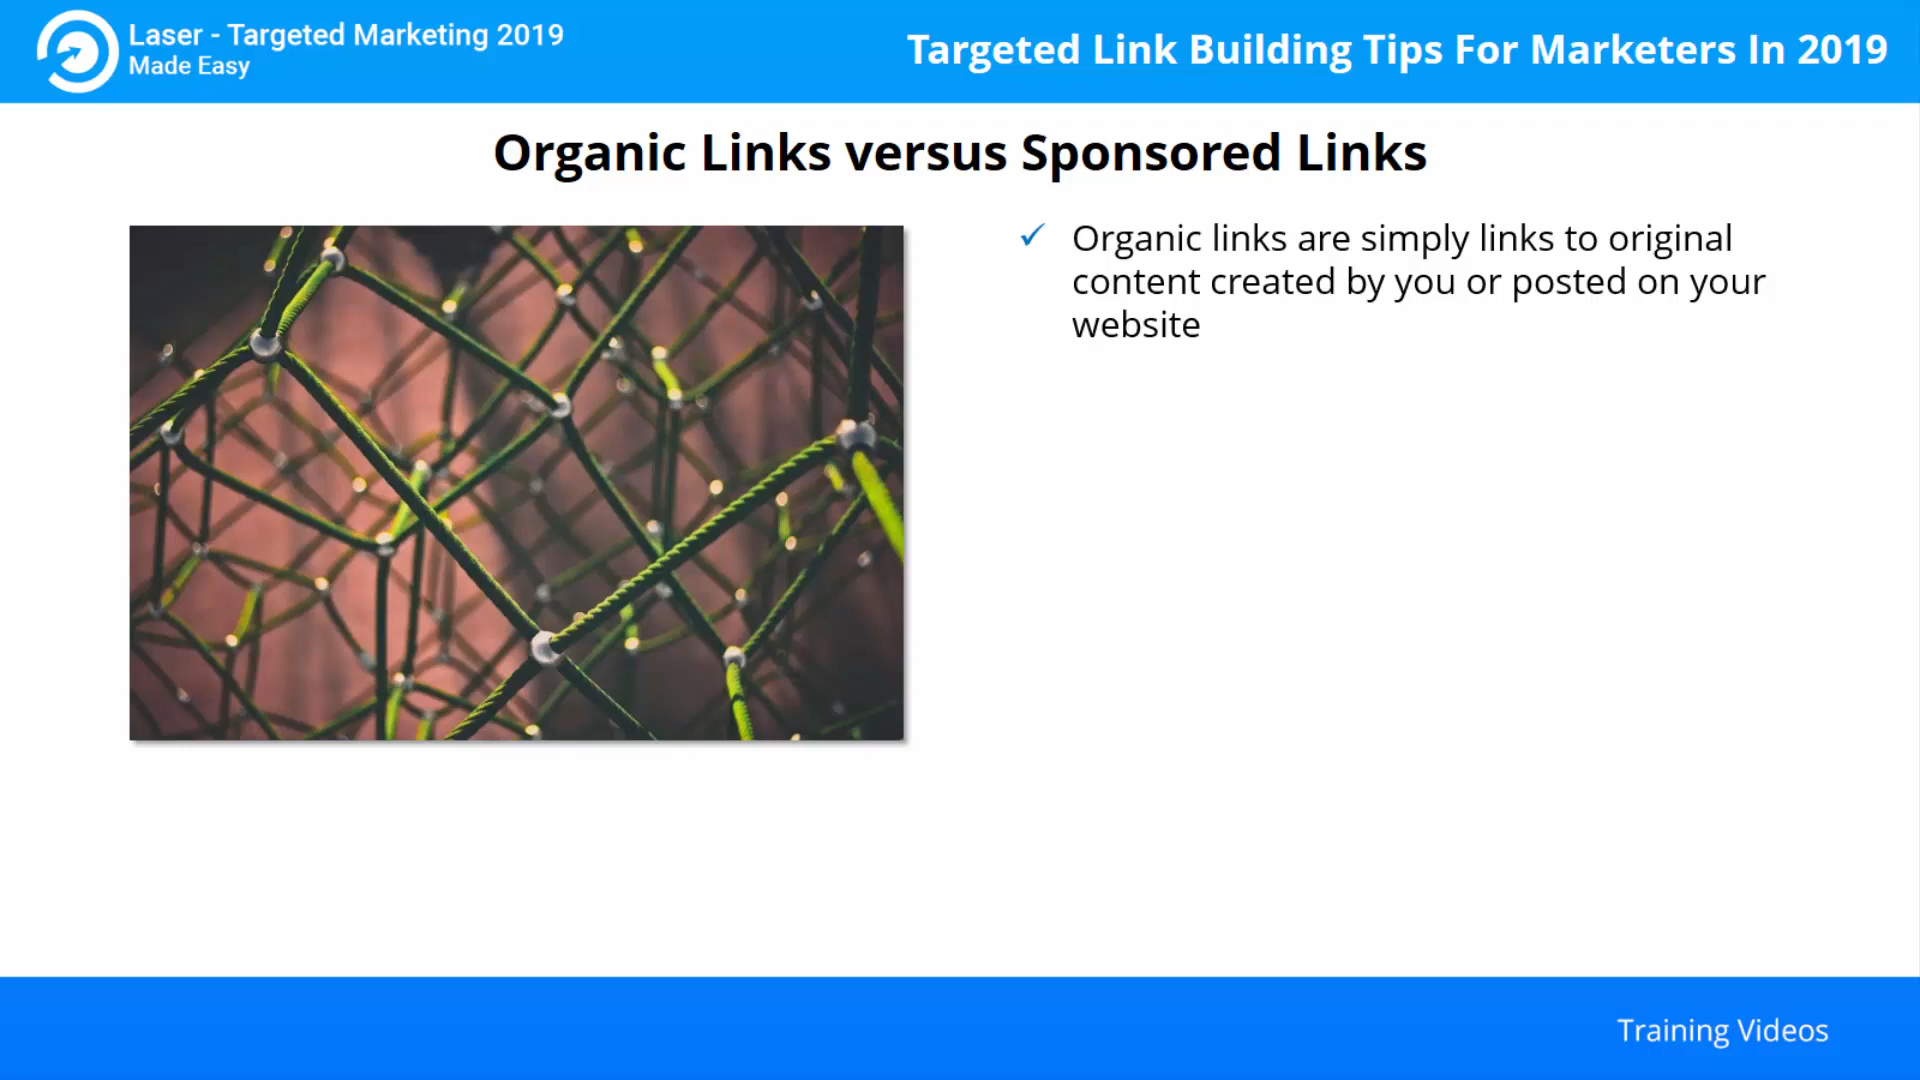 Laser - Targeted Marketing 2019
Made Easy
Targeted Link Building Tips For Marketers In 2019
Organic Links versus Sponsored Links
✓ Organic links are simply links to original
content created by you or posted on your
website
Training Videos